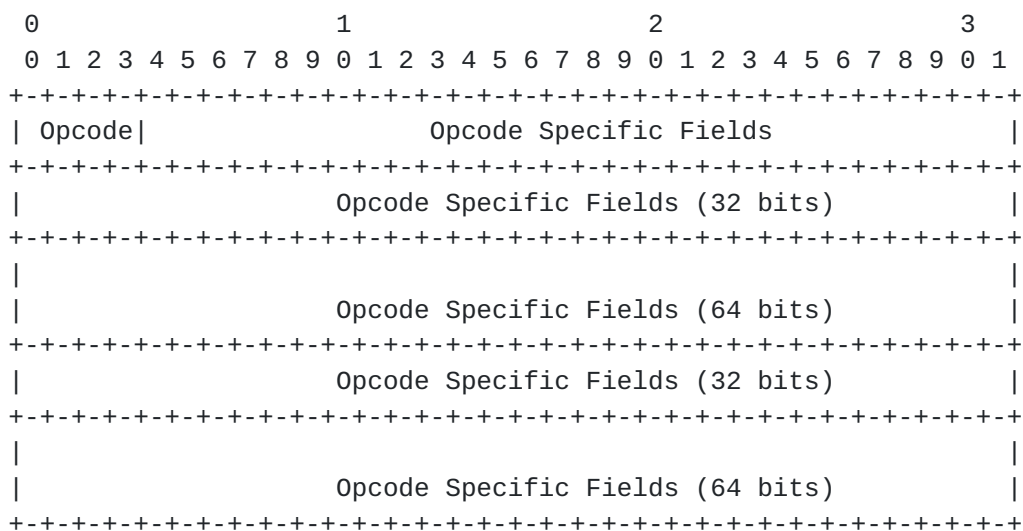 0                   1                   2                   3
 0 1 2 3 4 5 6 7 8 9 0 1 2 3 4 5 6 7 8 9 0 1 2 3 4 5 6 7 8 9 0 1
+-+-+-+-+-+-+-+-+-+-+-+-+-+-+-+-+-+-+-+-+-+-+-+-+-+-+-+-+-+-+-+-+
| Opcode|                  Opcode Specific Fields               |
+-+-+-+-+-+-+-+-+-+-+-+-+-+-+-+-+-+-+-+-+-+-+-+-+-+-+-+-+-+-+-+-+
|                    Opcode Specific Fields (32 bits)           |
+-+-+-+-+-+-+-+-+-+-+-+-+-+-+-+-+-+-+-+-+-+-+-+-+-+-+-+-+-+-+-+-+
|                                                               |
|                    Opcode Specific Fields (64 bits)           |
+-+-+-+-+-+-+-+-+-+-+-+-+-+-+-+-+-+-+-+-+-+-+-+-+-+-+-+-+-+-+-+-+
|                    Opcode Specific Fields (32 bits)           |
+-+-+-+-+-+-+-+-+-+-+-+-+-+-+-+-+-+-+-+-+-+-+-+-+-+-+-+-+-+-+-+-+
|                                                               |
|                    Opcode Specific Fields (64 bits)           |
+-+-+-+-+-+-+-+-+-+-+-+-+-+-+-+-+-+-+-+-+-+-+-+-+-+-+-+-+-+-+-+-+